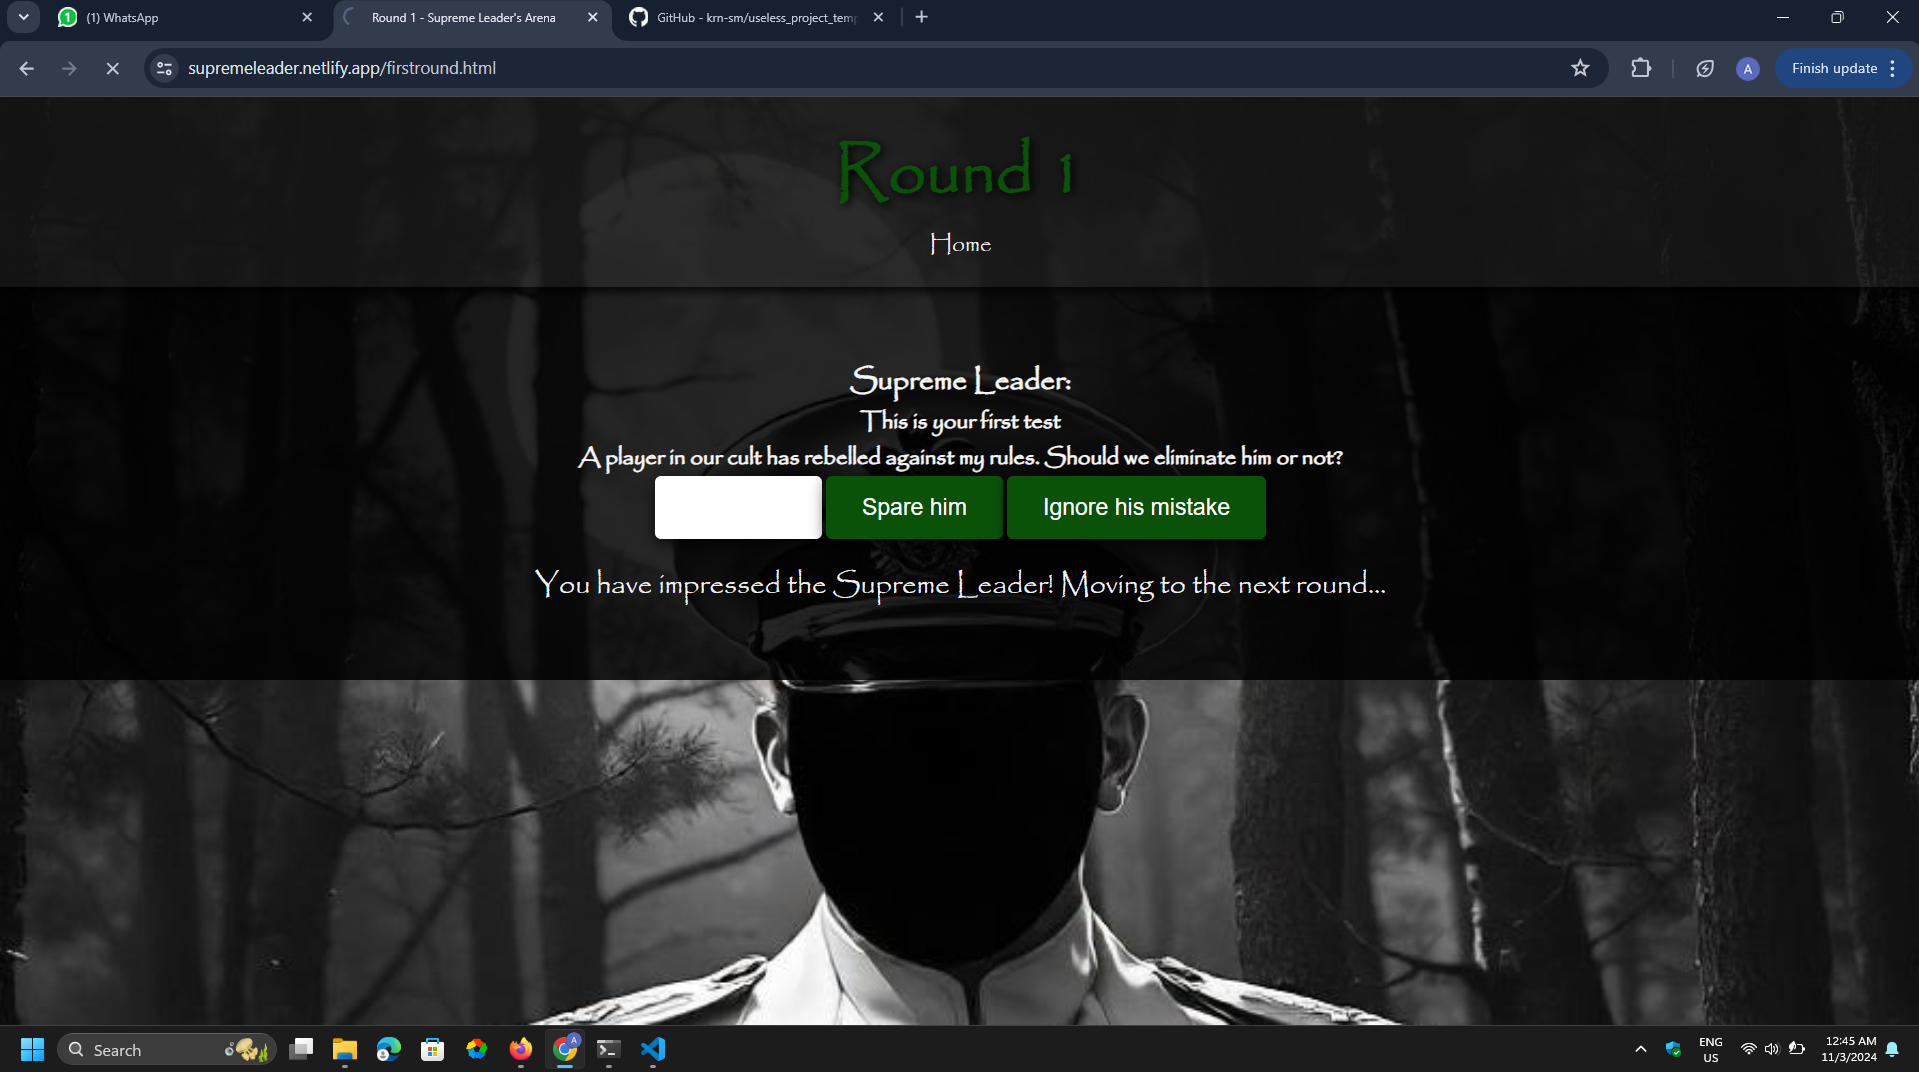 (1) WhatsApp
Round 1 - Supreme Leader's Arena
GitHub - krn-sm/useless_project_temp
supremeleader.netlify.app/firstround.html
A
Finish update
Round 1
Home
Supreme Leader:
This is your first test
A player in our cult has rebelled against my rules. Should we eliminate him or not?
Spare him
Ignore his mistake
You have impressed the Supreme Leader! Moving to the next round...
Search
A
ENG
US
12:45 AM
11/3/2024